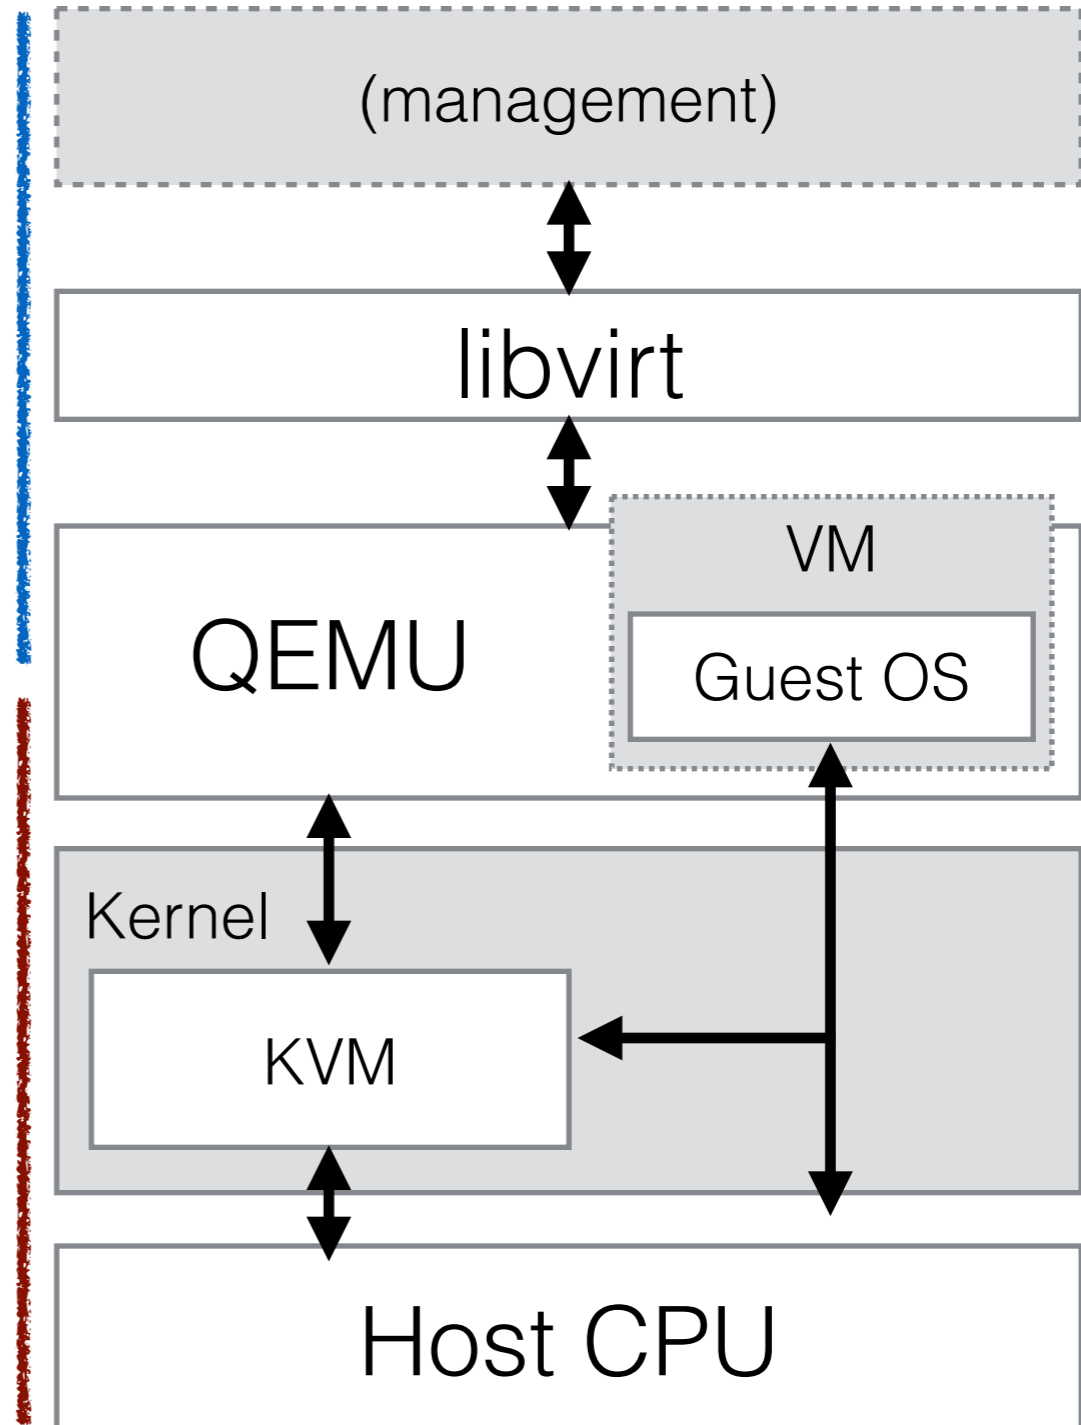 (management)
libvirt
VM
QEMU
Guest OS
Kernel
KVM
Host CPU